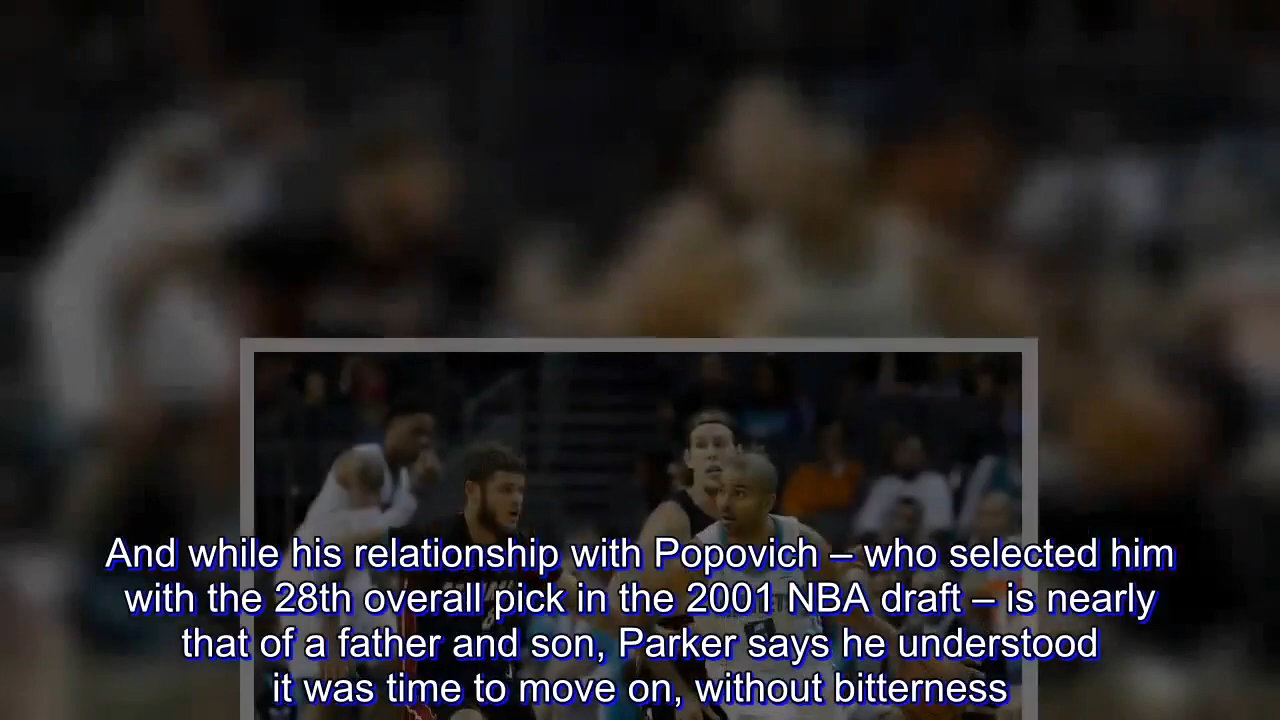 And while his relationship with Popovich – who selected him
with the 28th overall pick in the 2001 NBA draft – is nearly
that of a father and son, Parker says he understood
it was time to move on, without bitterness